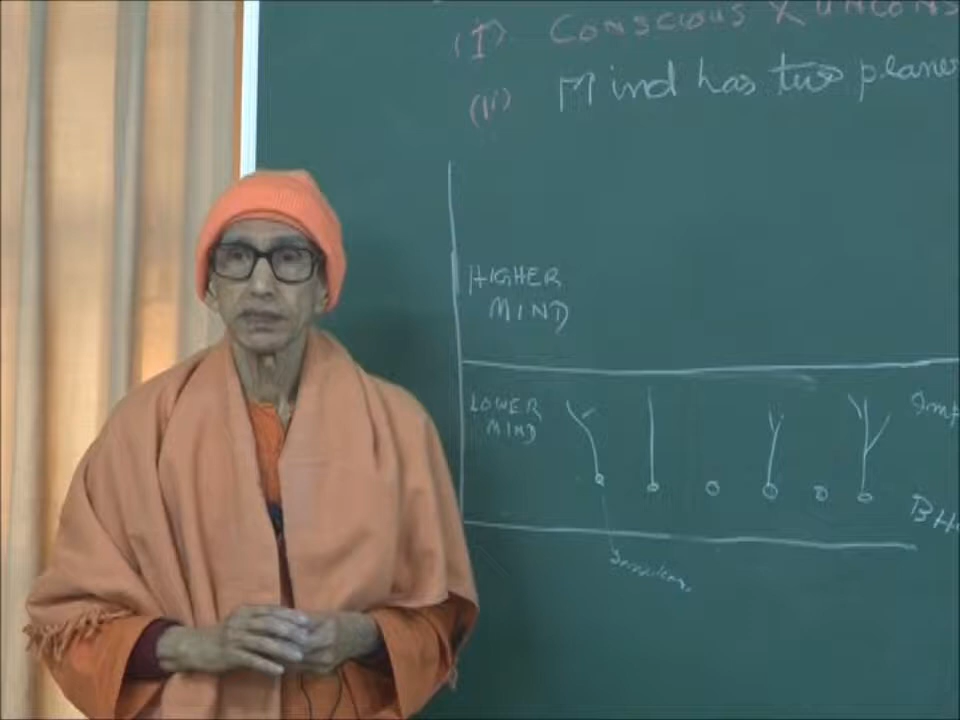 (I) CONSCIOUS & UNCONS
(II) Mind has two planes
HIGHER
MIND
LOWER
MIND
Imp
BH